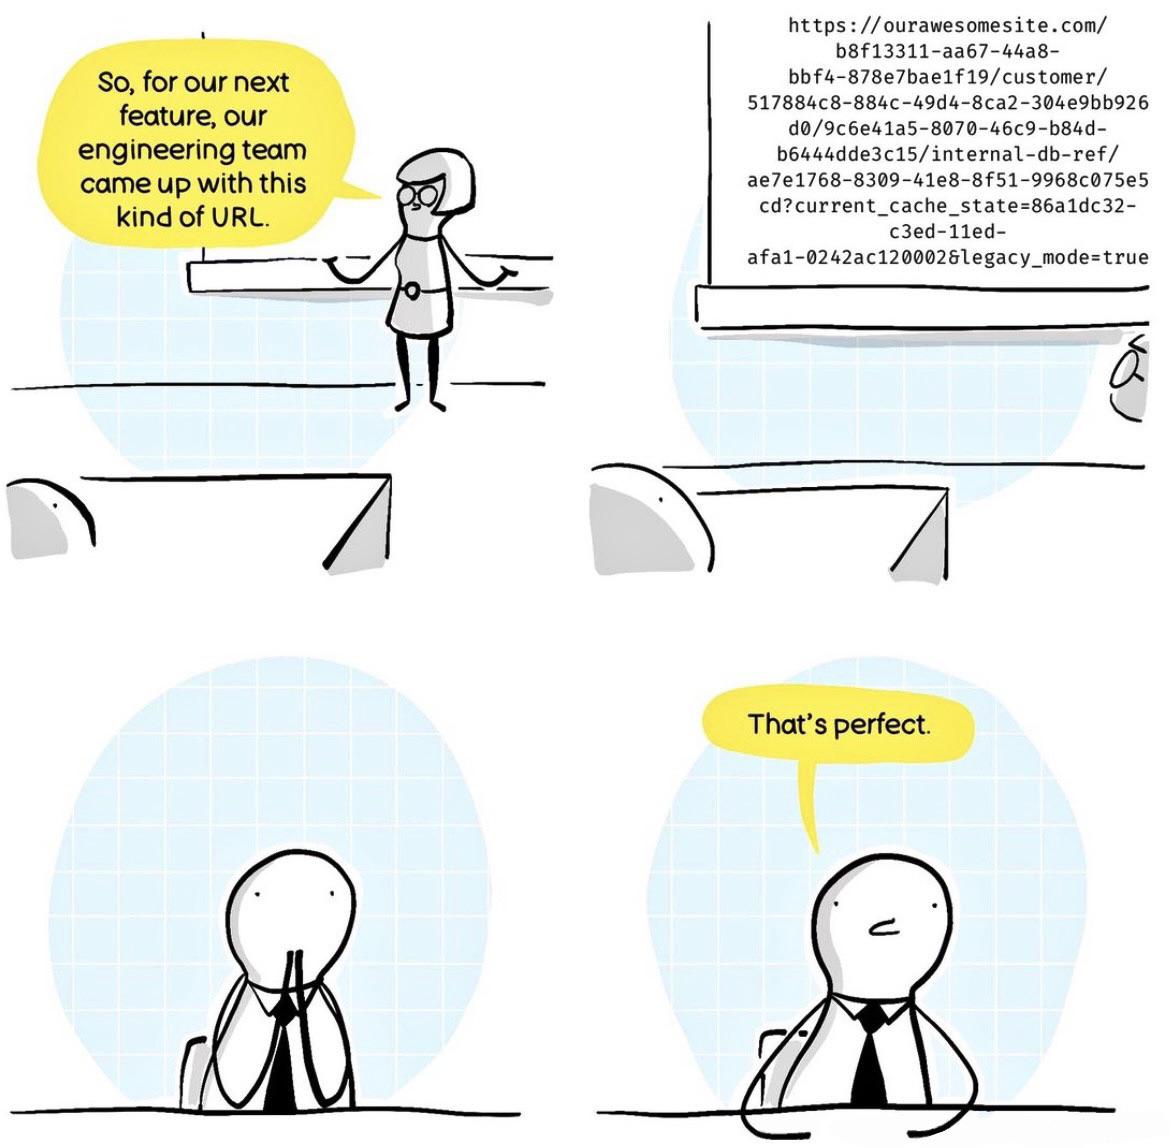 So, for our next
feature, our
engineering team
came up with this
kind of URL.
https://ourawesomesite.com/
b8f13311-aa67-44a8-
bbf4-878e7bae1f19/customer/
517884c8-884c-49d4-8ca2-304e9bb926
d0/9c6e41a5-8070-46c9-b84d-
b6444dde3c15/internal-db-ref/
ae7e1768-8309-41e8-8f51-9968c075e5
cd?current_cache_state=86a1dc32-
c3ed-11ed-
afa1-0242ac120002&legacy_mode=true
That's perfect.